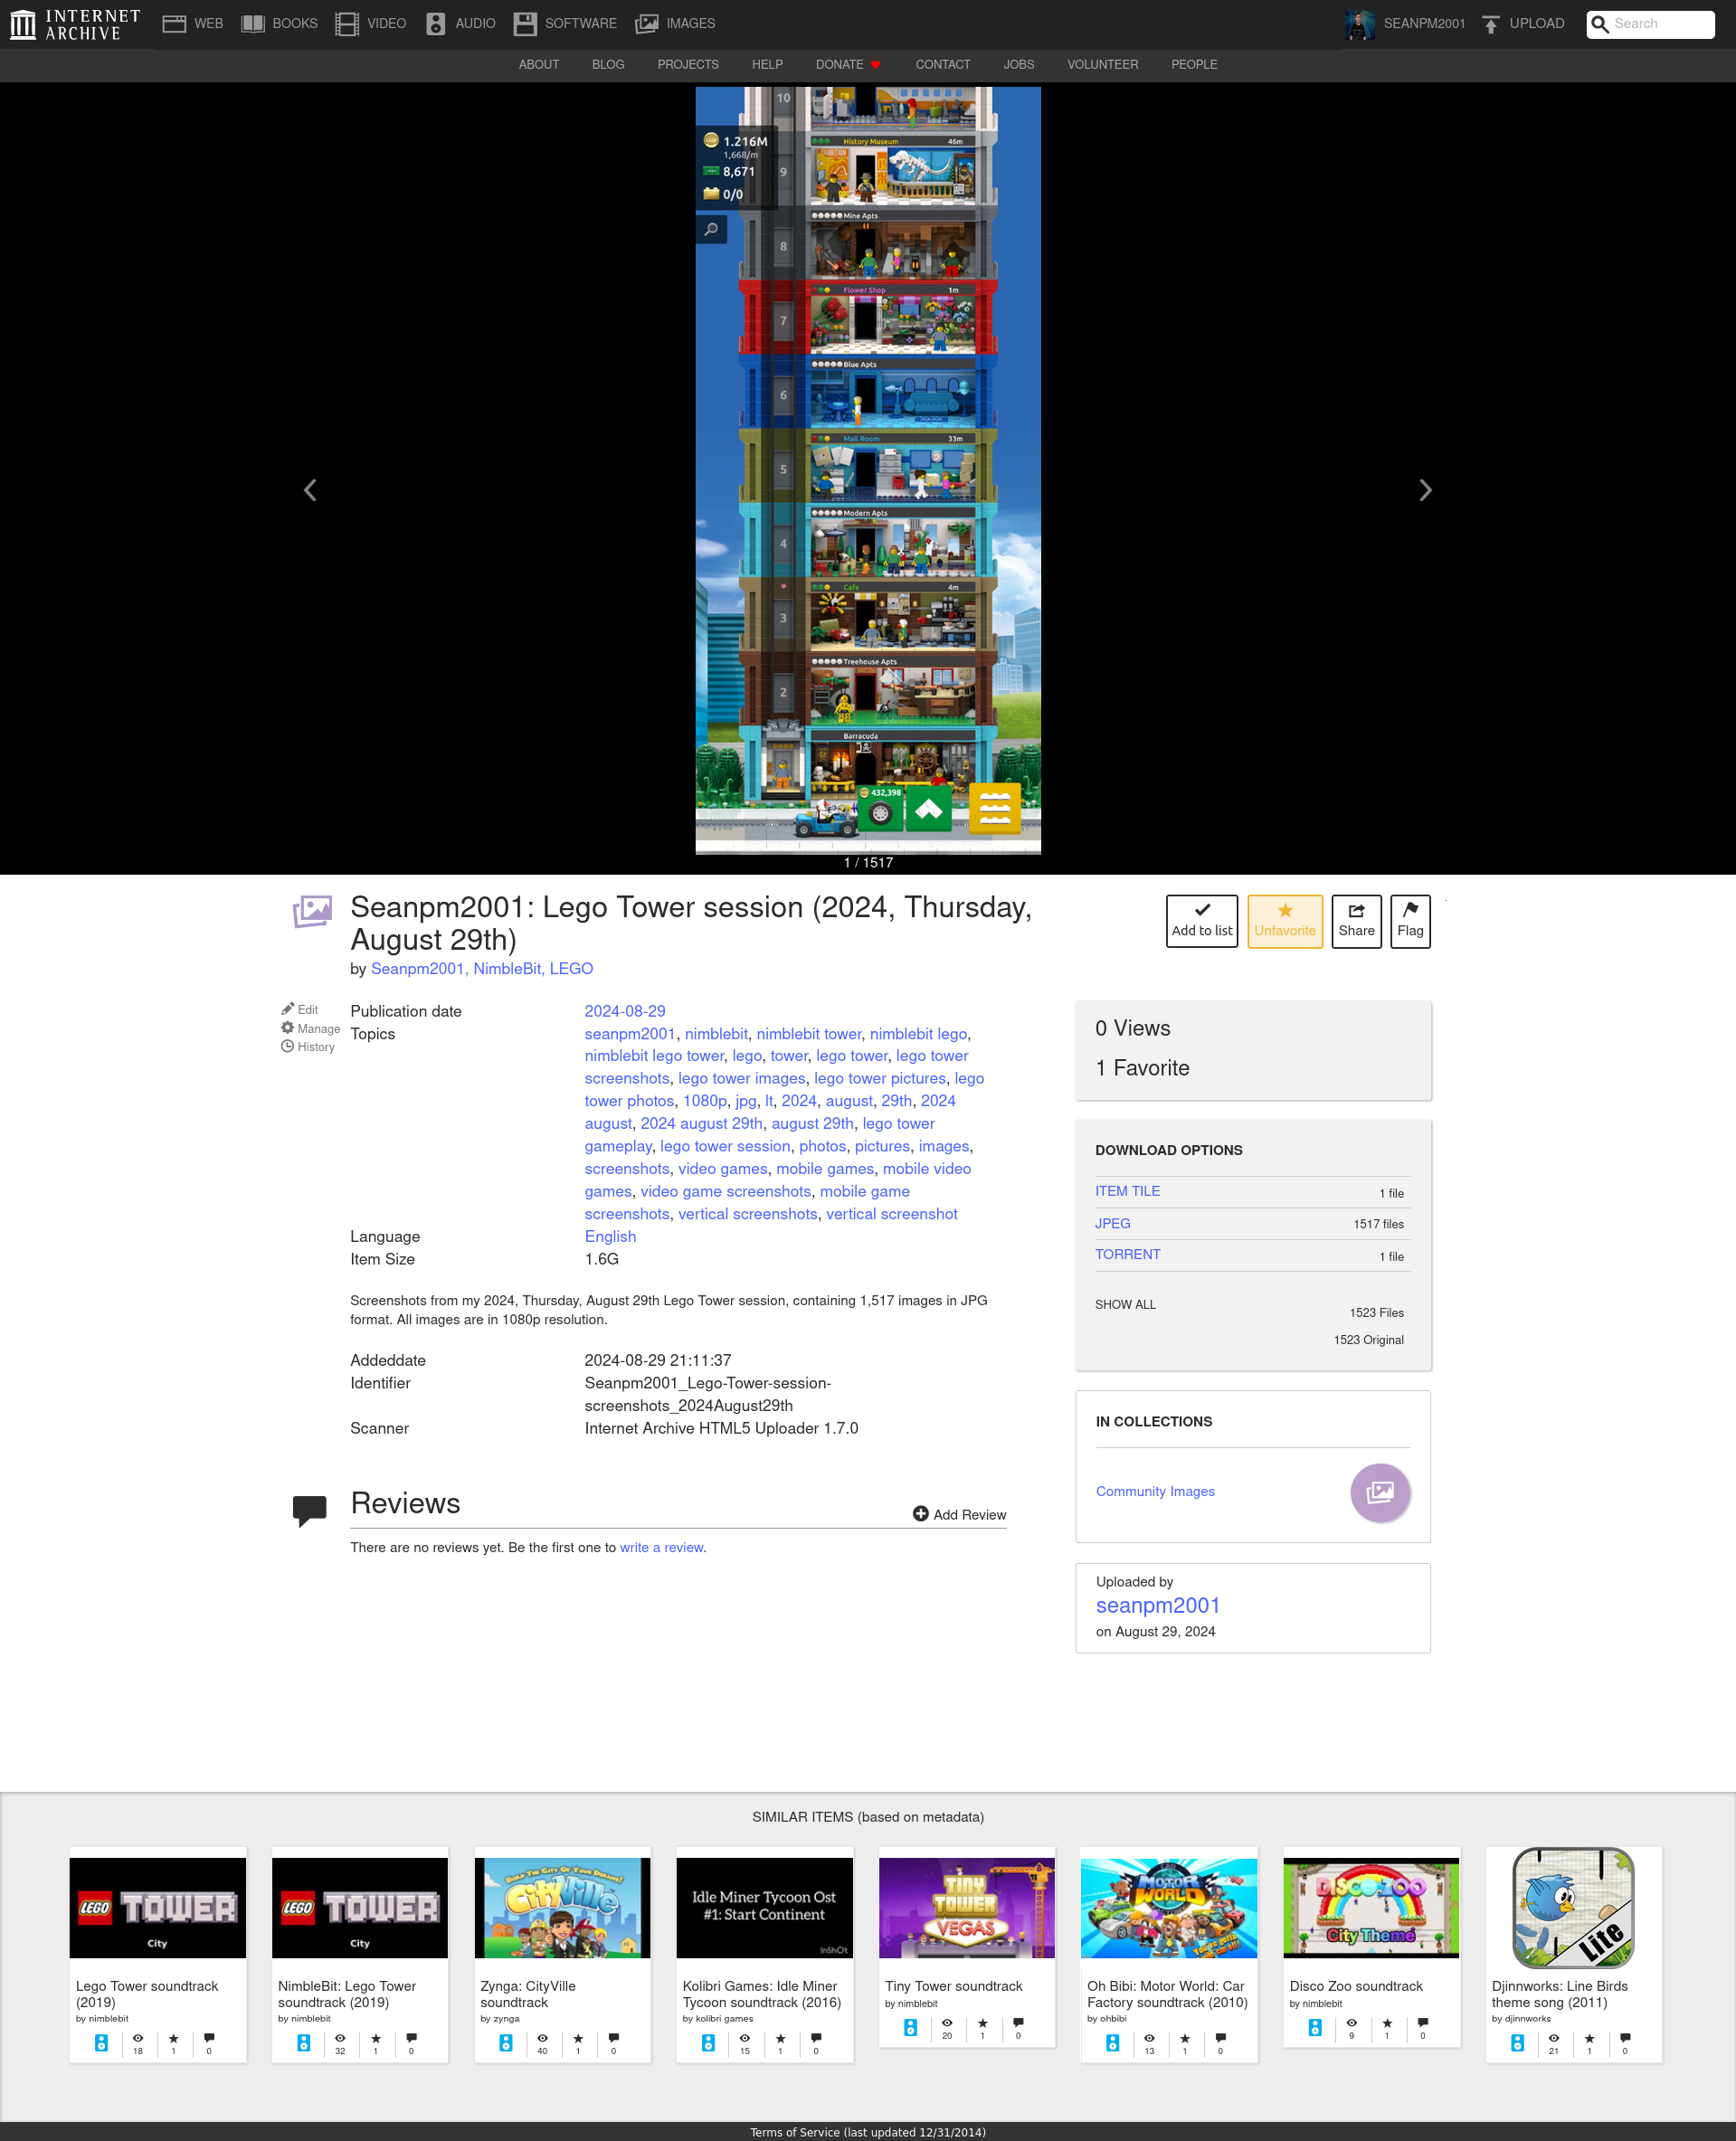 INTERNET ARCHIVE
WEB BOOKS VIDEO AUDIO SOFTWARE IMAGES
SEANPM2001 UPLOAD Search
ABOUT BLOG PROJECTS HELP DONATE CONTACT JOBS VOLUNTEER PEOPLE
10
1.216M
1,668/m
8,671
0/0
History Museum 46m
9
Mine Apts
8
Flower Shop 1m
7
Blue Apts
6
Mail Room 33m
5
Modern Apts
4
Cafe 4m
3
Treehouse Apts
2
Barracuda
432,398
1 / 1517
Seanpm2001: Lego Tower session (2024, Thursday,
August 29th)
by Seanpm2001, NimbleBit, LEGO
Add to list
Unfavorite
Share
Flag
Edit
Manage
History
Publication date 2024-08-29
Topics seanpm2001, nimblebit, nimblebit tower, nimblebit lego,
nimblebit lego tower, lego, tower, lego tower, lego tower
screenshots, lego tower images, lego tower pictures, lego
tower photos, 1080p, jpg, lt, 2024, august, 29th, 2024
august, 2024 august 29th, august 29th, lego tower
gameplay, lego tower session, photos, pictures, images,
screenshots, video games, mobile games, mobile video
games, video game screenshots, mobile game
screenshots, vertical screenshots, vertical screenshot
Language English
Item Size 1.6G
Screenshots from my 2024, Thursday, August 29th Lego Tower session, containing 1,517 images in JPG
format. All images are in 1080p resolution.
Addeddate 2024-08-29 21:11:37
Identifier Seanpm2001_Lego-Tower-session-
screenshots_2024August29th
Scanner Internet Archive HTML5 Uploader 1.7.0
Reviews
Add Review
There are no reviews yet. Be the first one to write a review.
0 Views
1 Favorite
DOWNLOAD OPTIONS
ITEM TILE 1 file
JPEG 1517 files
TORRENT 1 file
SHOW ALL 1523 Files
1523 Original
IN COLLECTIONS
Community Images
Uploaded by
seanpm2001
on August 29, 2024
SIMILAR ITEMS (based on metadata)
LEGO TOWER
City
Lego Tower soundtrack
(2019)
by nimblebit
18 1 0
LEGO TOWER
City
NimbleBit: Lego Tower
soundtrack (2019)
by nimblebit
32 1 0
BUILD THE CITY OF YOUR DREAMS!
CityVille
Zynga: CityVille
soundtrack
by zynga
40 1 0
Idle Miner Tycoon Ost
#1: Start Continent
InShOt
Kolibri Games: Idle Miner
Tycoon soundtrack (2016)
by kolibri games
15 1 0
TINY
TOWER
VEGAS
Tiny Tower soundtrack
by nimblebit
20 1 0
CAR
MOTOR
WORLD
You've gotta
Oh Bibi: Motor World: Car
Factory soundtrack (2010)
by ohbibi
13 1 0
DISCO ZOO
City Theme
Disco Zoo soundtrack
by nimblebit
9 1 0
Lite
Djinnworks: Line Birds
theme song (2011)
by djinnworks
21 1 0
Terms of Service (last updated 12/31/2014)